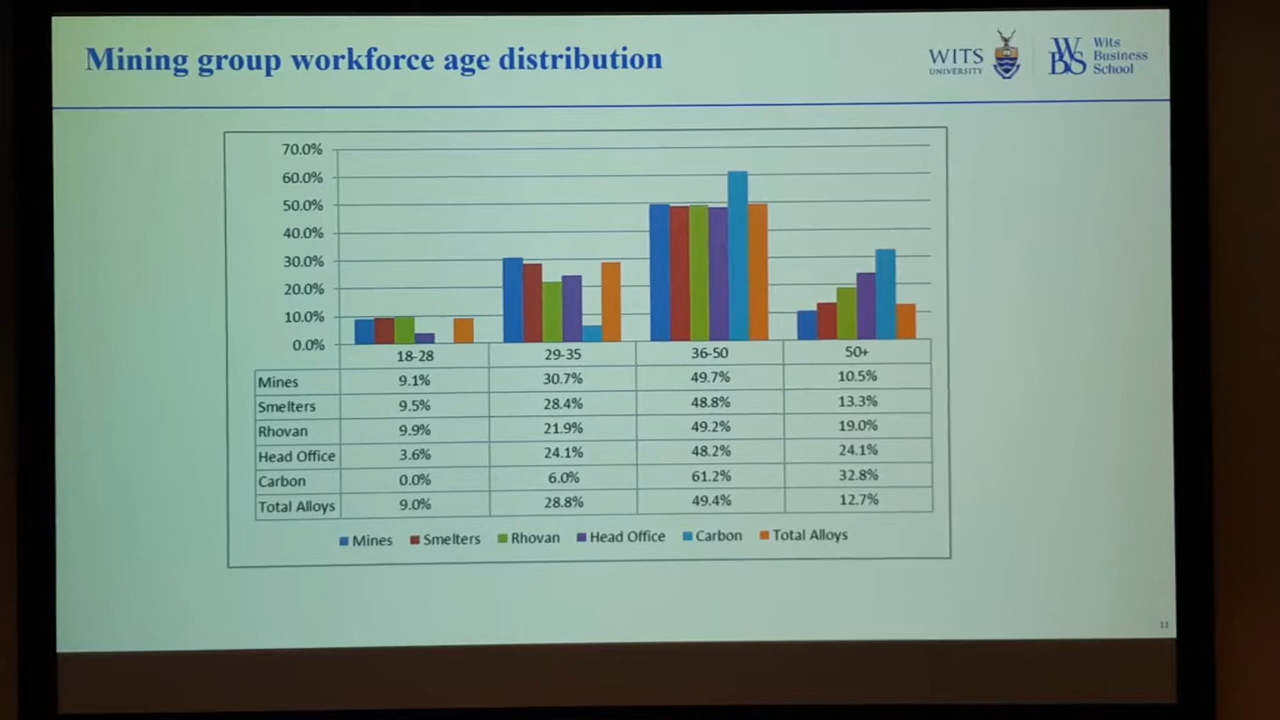 Mining group workforce age distribution
WITS
UNIVERSITY
WBS
Wits
Business
School
70.0%
60.0%
50.0%
40.0%
30.0%
20.0%
10.0%
0.0%
18-28 29-35 36-50 50+
Mines 9.1% 30.7% 49.7% 10.5%
Smelters 9.5% 28.4% 48.8% 13.3%
Rhovan 9.9% 21.9% 49.2% 19.0%
Head Office 3.6% 24.1% 48.2% 24.1%
Carbon 0.0% 6.0% 61.2% 32.8%
Total Alloys 9.0% 28.8% 49.4% 12.7%
Mines Smelters Rhovan Head Office Carbon Total Alloys
11